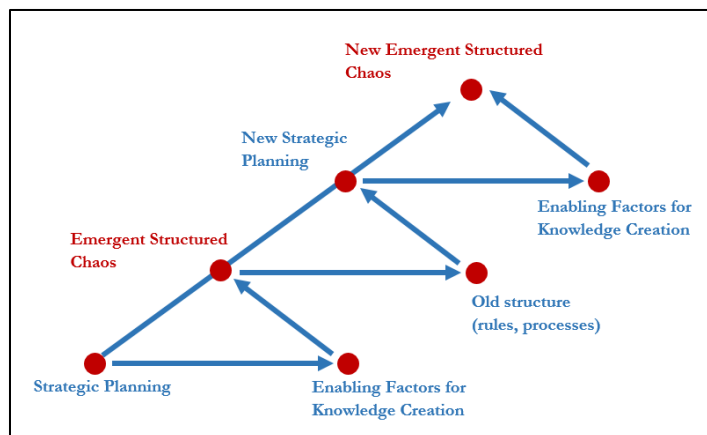 New Emergent Structured
Chaos
New Strategic
Planning
Enabling Factors for
Knowledge Creation
Emergent Structured
Chaos
Old structure
(rules, processes)
Strategic Planning
Enabling Factors for
Knowledge Creation